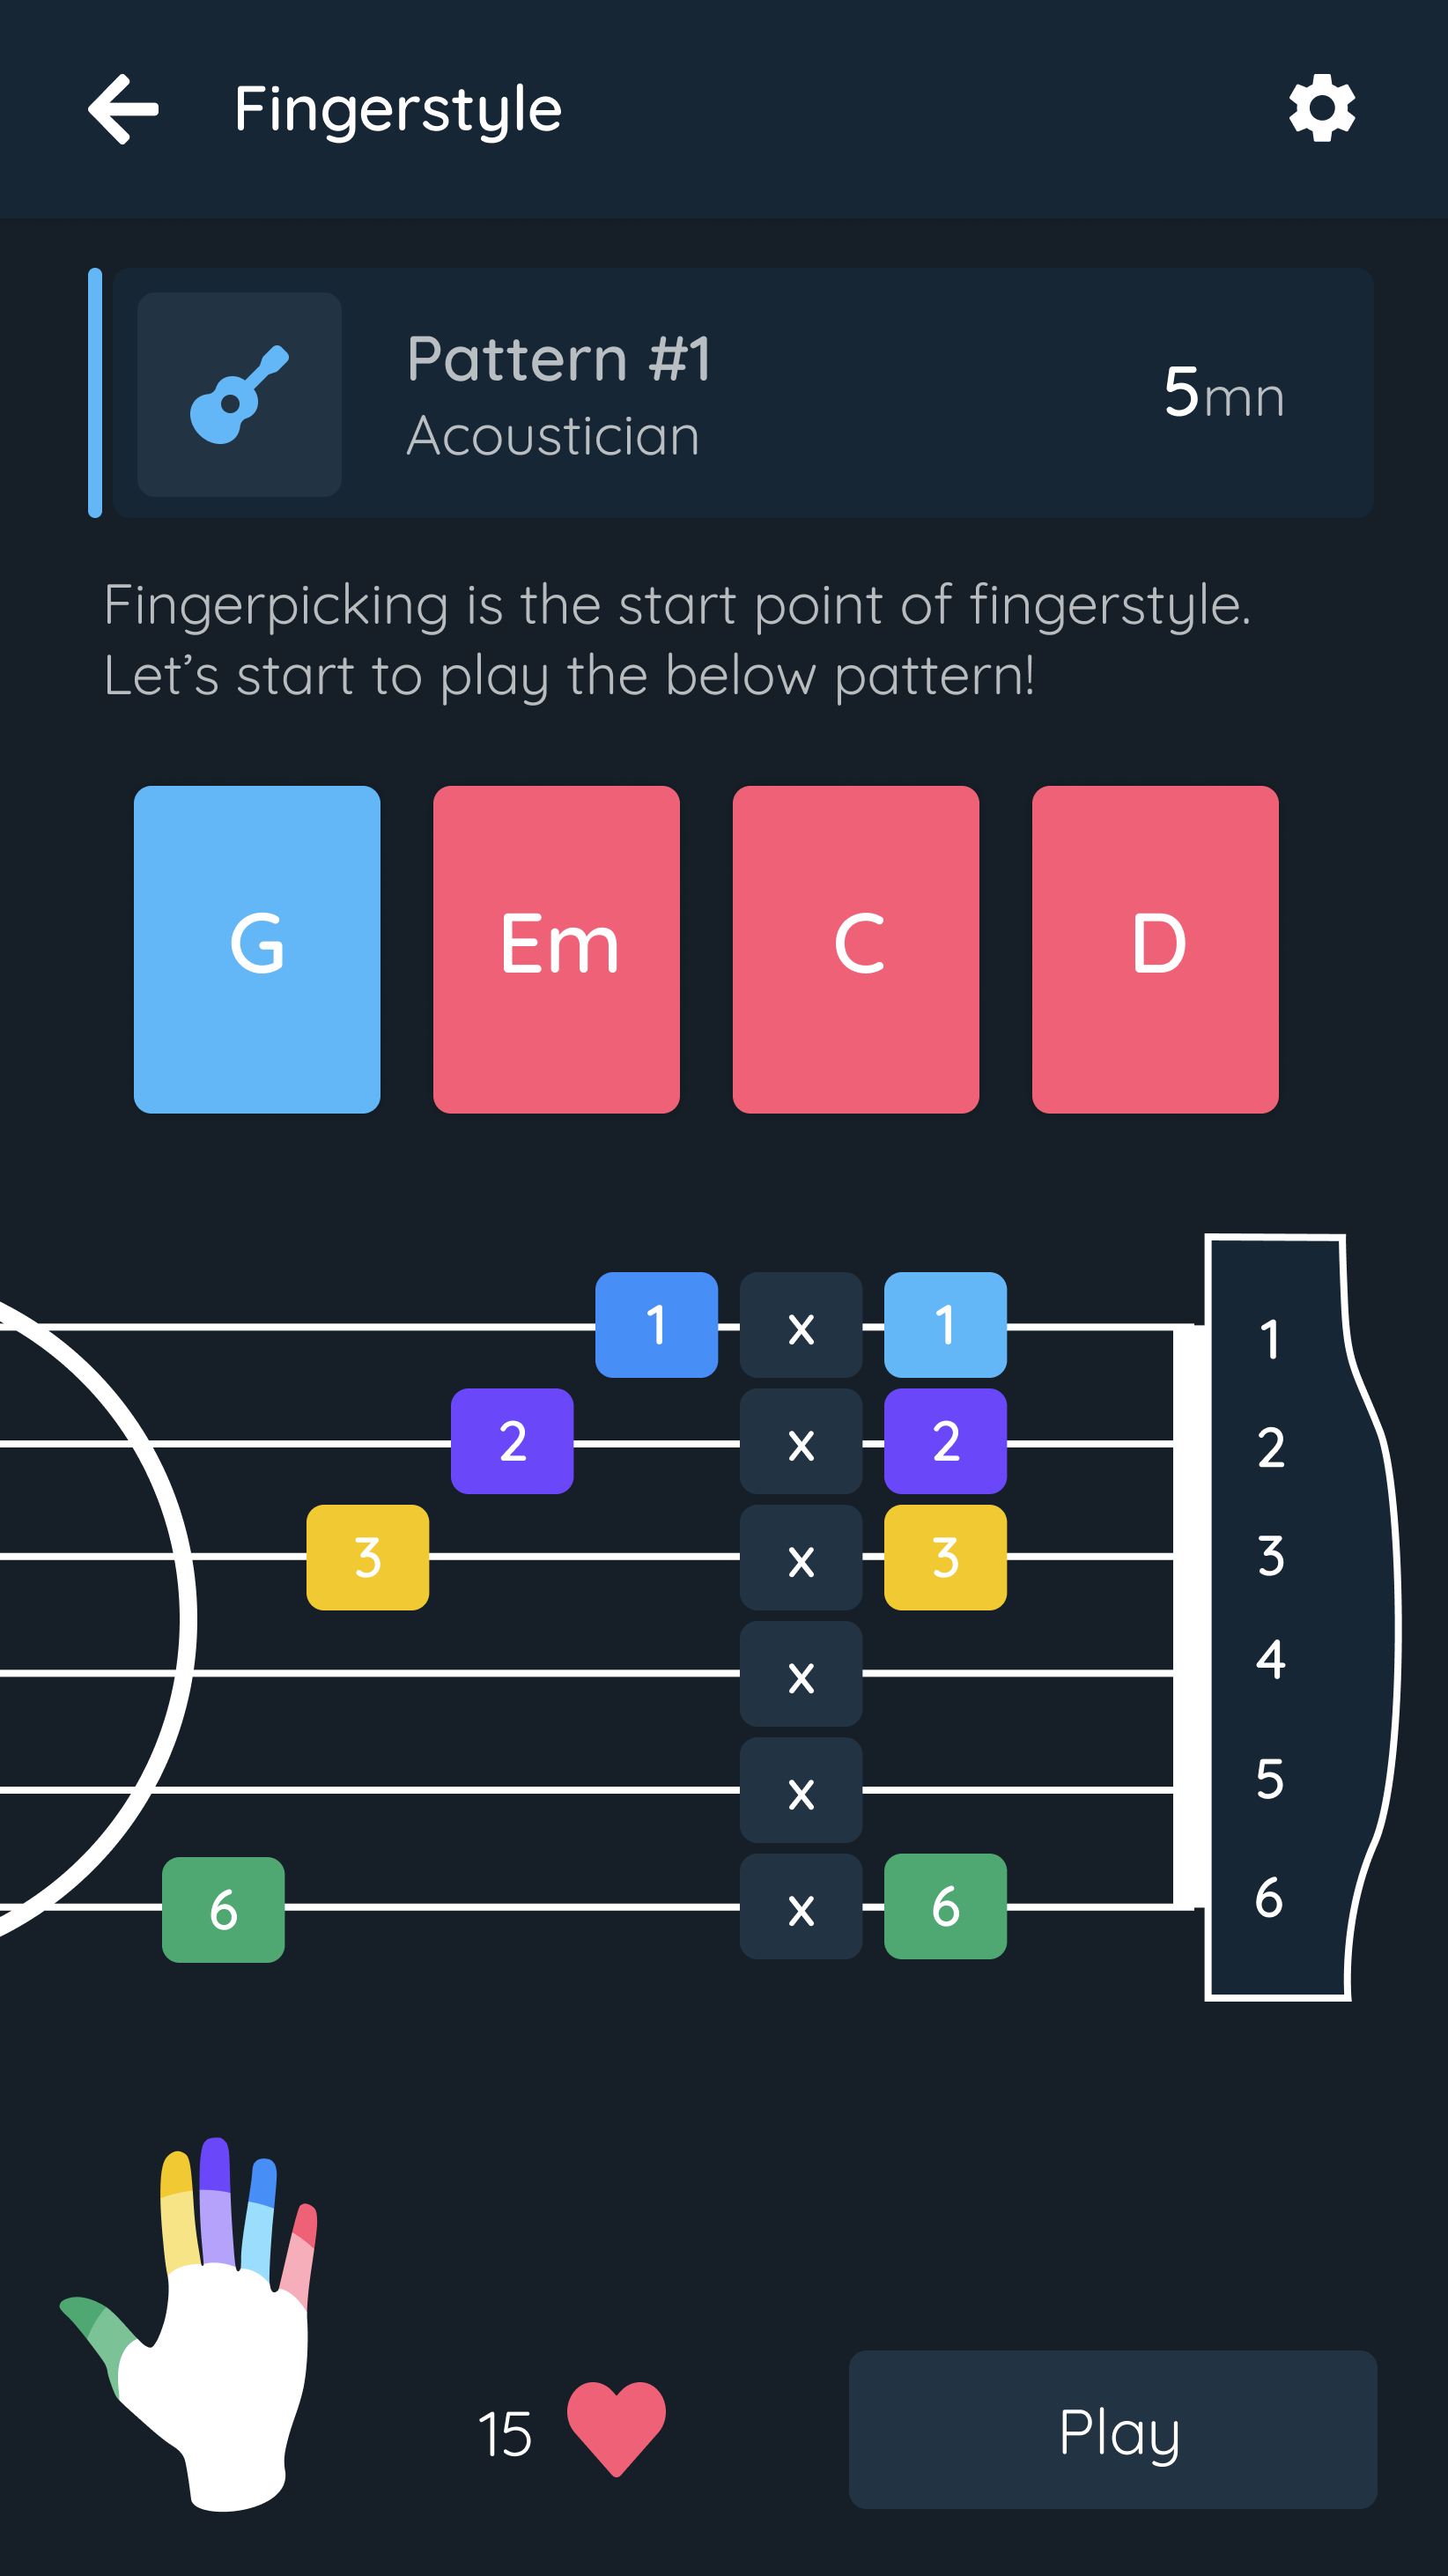 Fingerstyle
Pattern #1
Acoustician
5mn
Fingerpicking is the start point of fingerstyle.
Let’s start to play the below pattern!
G Em C D
1 x 1 1
2 x 2 2
3 x 3 3
x 4
x 5
6 x 6 6
15
Play